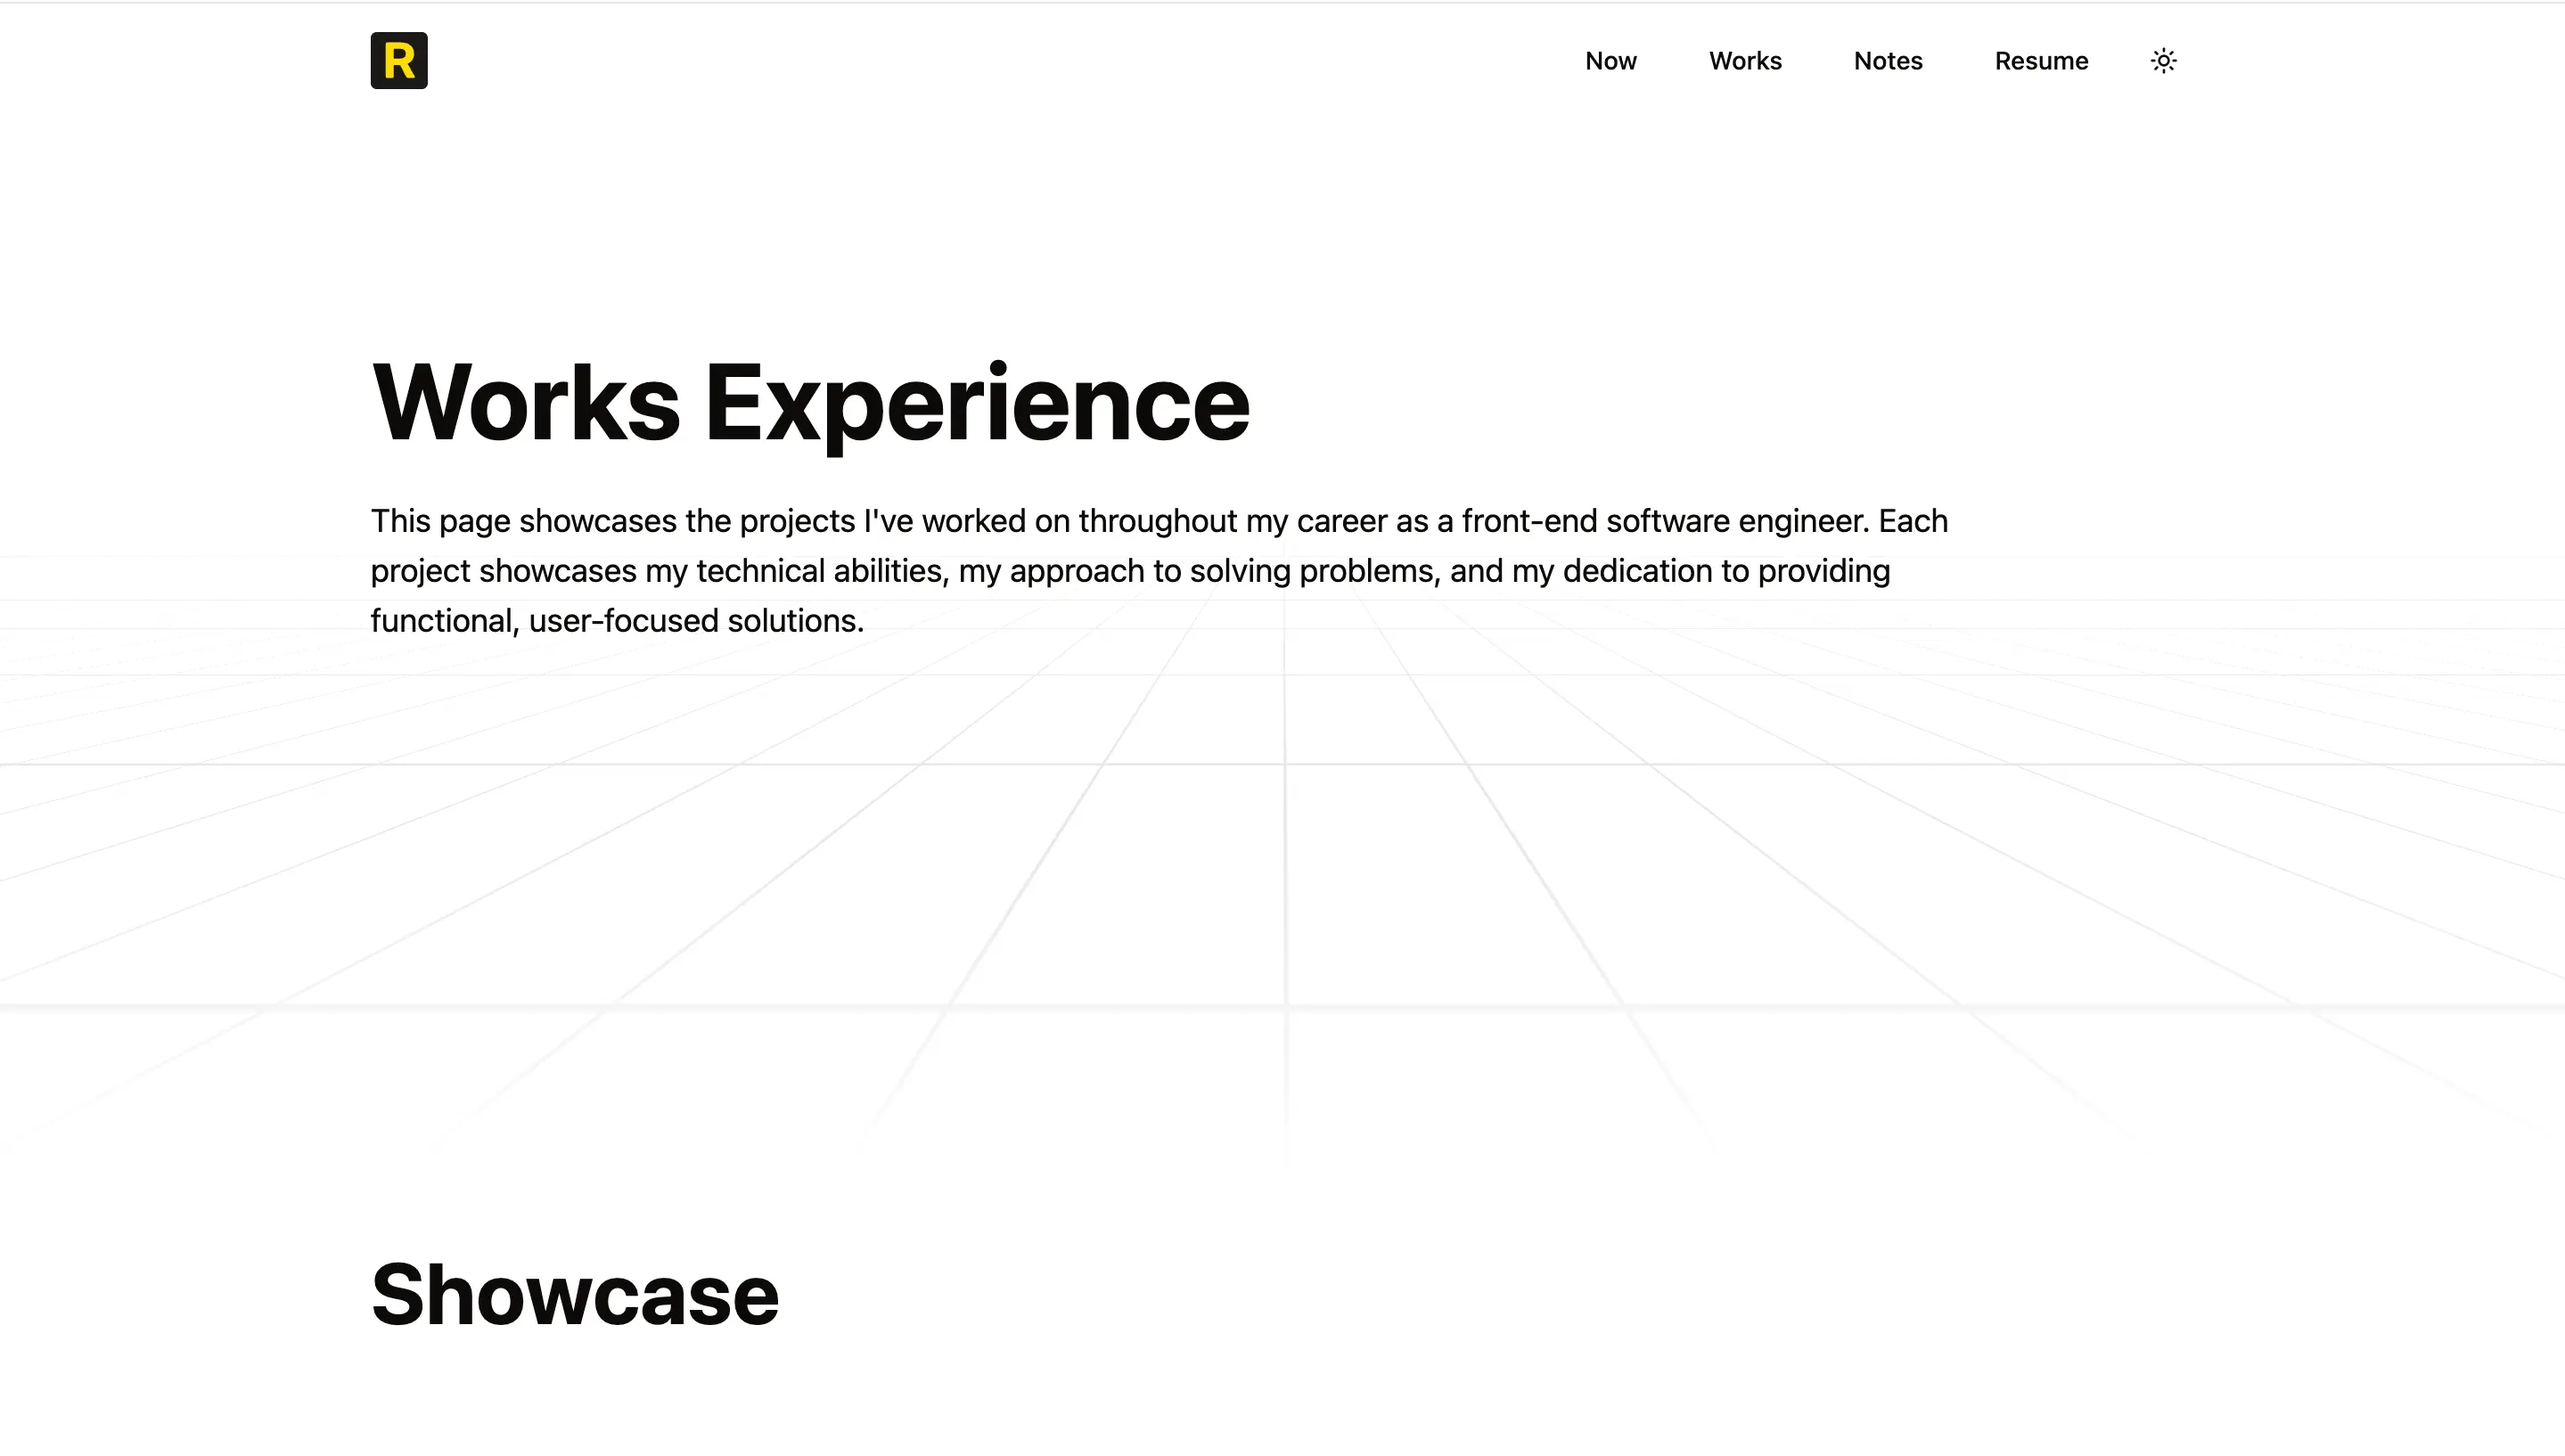 R
Now
Works
Notes
Resume
Works Experience
This page showcases the projects I've worked on throughout my career as a front-end software engineer. Each
project showcases my technical abilities, my approach to solving problems, and my dedication to providing
functional, user-focused solutions.
Showcase